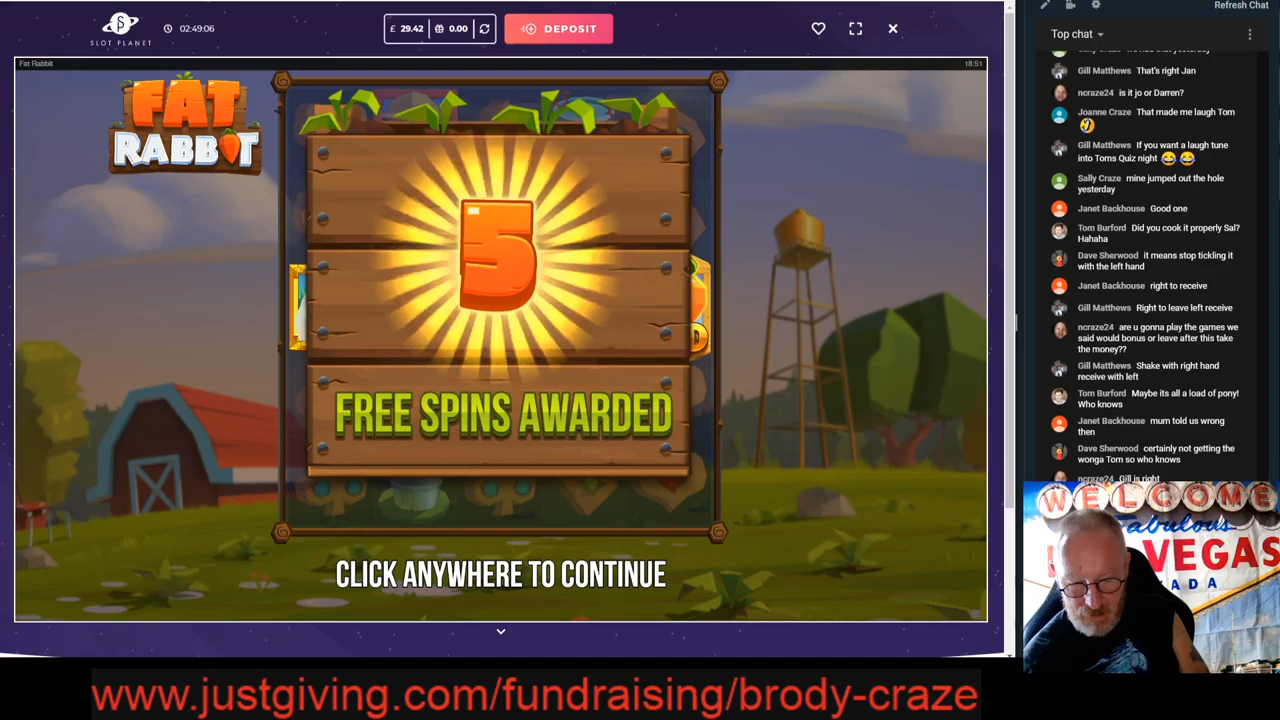 SLOT PLANET
02:49:06
£ 29.42
0.00
DEPOSIT
Refresh Chat
Top chat
Fat Rabbit
18:51
FAT
RABBIT
5
FREE SPINS AWARDED
CLICK ANYWHERE TO CONTINUE
Gill Matthews That's right Jan
ncraze24 is it jo or Darren?
Joanne Craze That made me laugh Tom
Gill Matthews If you want a laugh tune
into Toms Quiz night
Sally Craze mine jumped out the hole
yesterday
Janet Backhouse Good one
Tom Burford Did you cook it properly Sal?
Hahaha
Dave Sherwood it means stop tickling it
with the left hand
Janet Backhouse right to receive
Gill Matthews Right to leave left receive
ncraze24 are u gonna play the games we
said would bonus or leave after this take
the money??
Gill Matthews Shake with right hand
receive with left
Tom Burford Maybe its all a load of pony!
Who knows
Janet Backhouse mum told us wrong
then
Dave Sherwood certainly not getting the
wonga Tom so who knows
ncraze24 Gill is right
WELCOME
fabulous
VEGAS
ADA
www.justgiving.com/fundraising/brody-craze